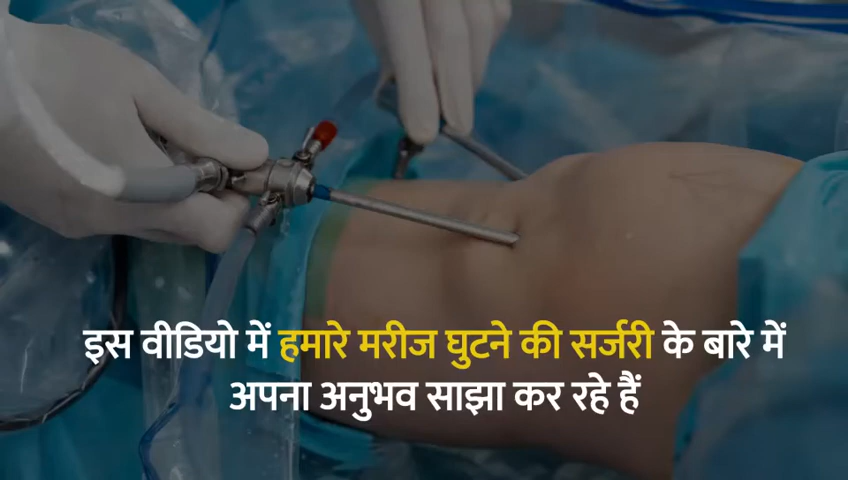 इस वीडियो में हमारे मरीज घुटने की सर्जरी के बारे में
अपना अनुभव साझा कर रहे हैं